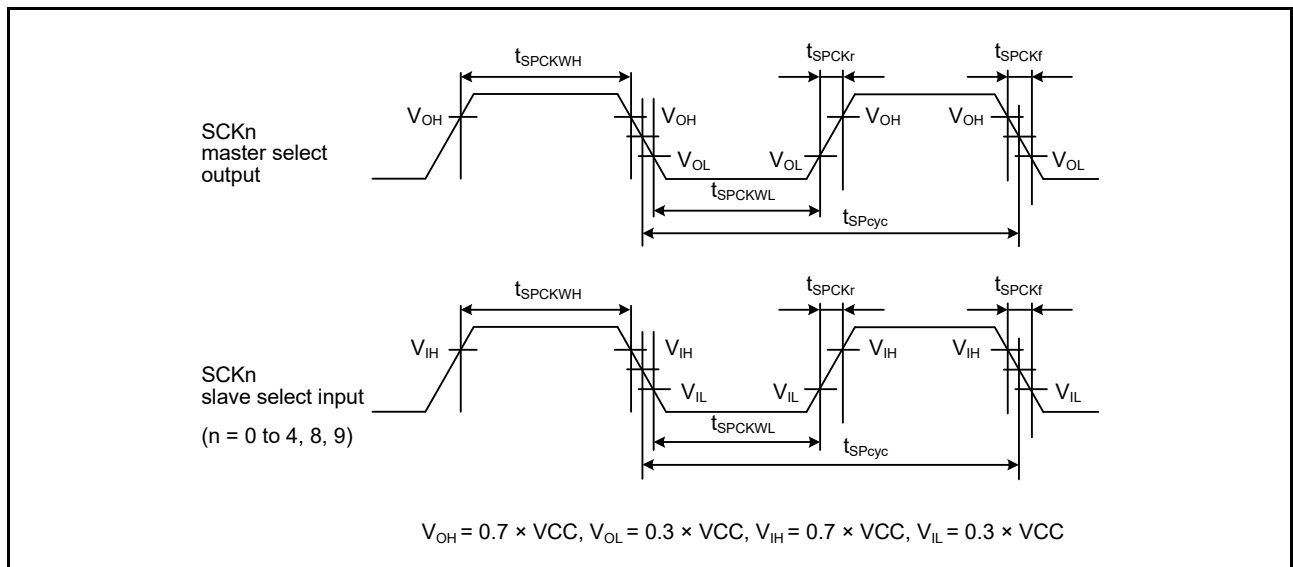 tSPCKWH tSPCKr tSPCKf
VOH VOH VOH VOH
SCKn
master select
output
VOL VOL VOL
tSPCKWL
tSPcyc
tSPCKWH tSPCKr tSPCKf
VIH VIH VIH VIH
SCKn
slave select input
VIL VIL VIL
(n = 0 to 4, 8, 9)
tSPCKWL
tSPcyc
VOH = 0.7 × VCC, VOL = 0.3 × VCC, VIH = 0.7 × VCC, VIL = 0.3 × VCC